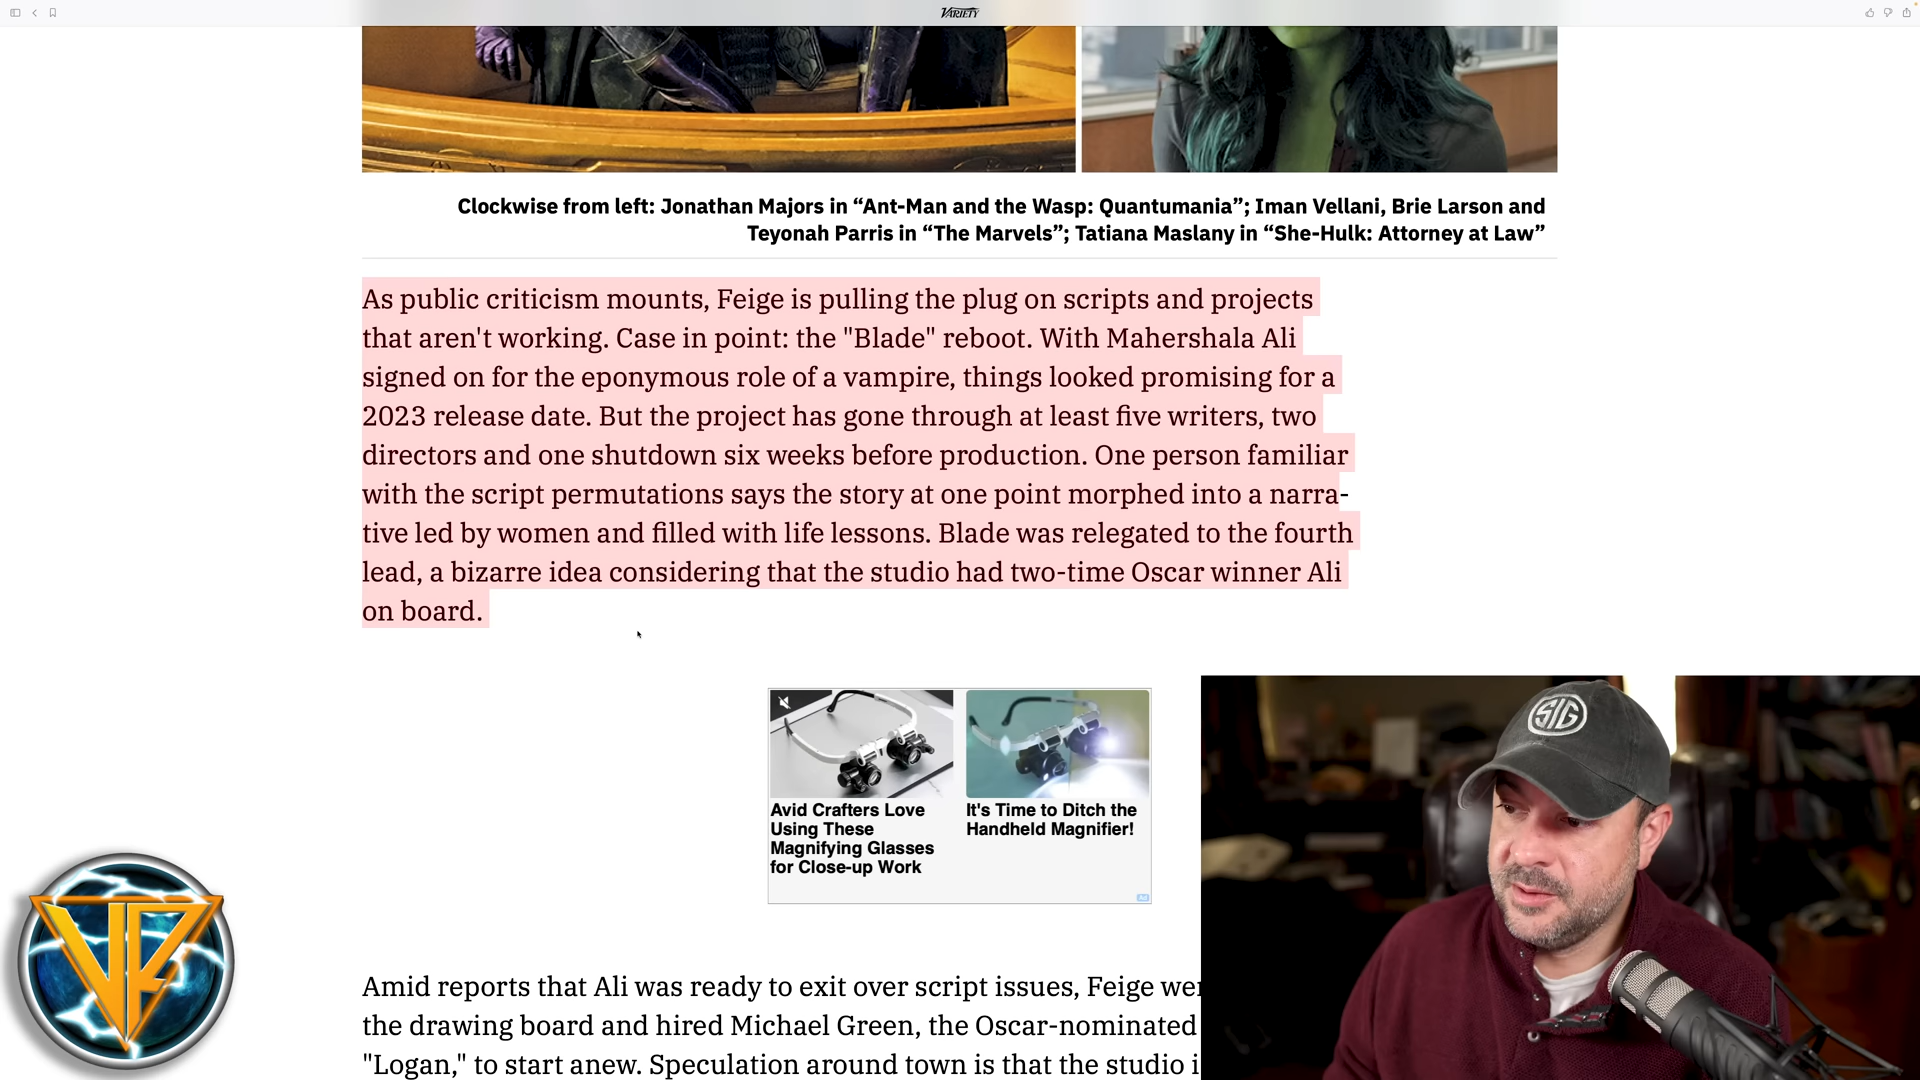 VARIETY
Clockwise from left: Jonathan Majors in “Ant-Man and the Wasp: Quantumania”; Iman Vellani, Brie Larson and
Teyonah Parris in “The Marvels”; Tatiana Maslany in “She-Hulk: Attorney at Law”
As public criticism mounts, Feige is pulling the plug on scripts and projects
that aren't working. Case in point: the "Blade" reboot. With Mahershala Ali
signed on for the eponymous role of a vampire, things looked promising for a
2023 release date. But the project has gone through at least five writers, two
directors and one shutdown six weeks before production. One person familiar
with the script permutations says the story at one point morphed into a narra-
tive led by women and filled with life lessons. Blade was relegated to the fourth
lead, a bizarre idea considering that the studio had two-time Oscar winner Ali
on board.
Avid Crafters Love
Using These
Magnifying Glasses
for Close-up Work
It's Time to Ditch the
Handheld Magnifier!
Ad
SIG
Amid reports that Ali was ready to exit over script issues, Feige
the drawing board and hired Michael Green, the Oscar-nominated
"Logan," to start anew. Speculation around town is that the studio